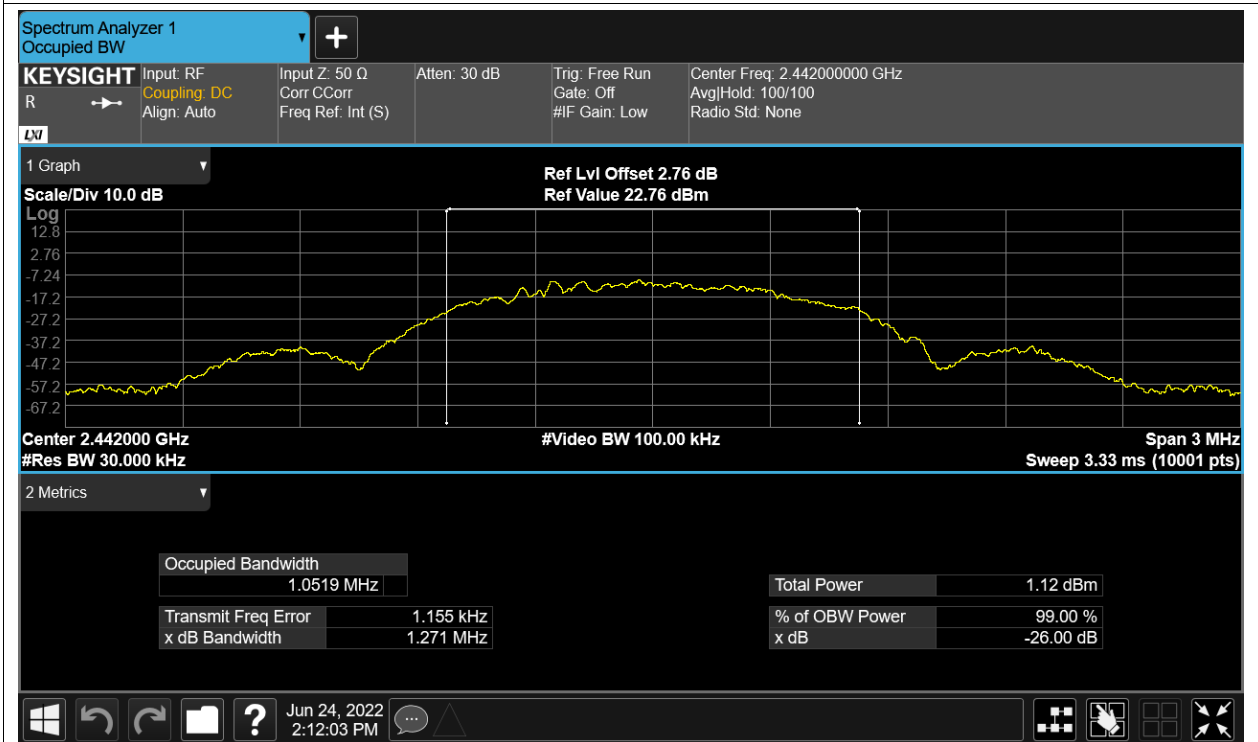 Spectrum Analyzer 1
Occupied BW
KEYSIGHT Input: RF Input Z: 50 Ω Atten: 30 dB Trig: Free Run Center Freq: 2.442000000 GHz
R Coupling: DC Corr CCorr Gate: Off Avg|Hold: 100/100
Align: Auto Freq Ref: Int (S) #IF Gain: Low Radio Std: None
LXI
1 Graph
Ref Lvl Offset 2.76 dB
Scale/Div 10.0 dB Ref Value 22.76 dBm
Log
12.8
2.76
-7.24
-17.2
-27.2
-37.2
-47.2
-57.2
-67.2
Center 2.442000 GHz #Video BW 100.00 kHz Span 3 MHz
#Res BW 30.000 kHz Sweep 3.33 ms (10001 pts)
2 Metrics
Occupied Bandwidth
1.0519 MHz Total Power 1.12 dBm
Transmit Freq Error 1.155 kHz % of OBW Power 99.00 %
x dB Bandwidth 1.271 MHz x dB -26.00 dB
Jun 24, 2022
2:12:03 PM